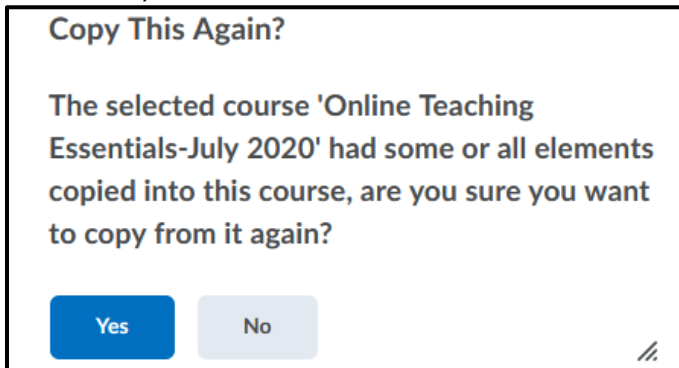 Copy This Again?
The selected course 'Online Teaching
Essentials-July 2020' had some or all elements
copied into this course, are you sure you want
to copy from it again?
Yes No